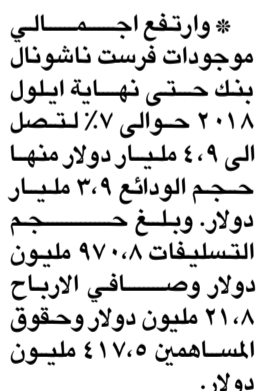 * وارتفع اجمالي
موجودات فرست ناشونال
بنك حتى نهاية ايلول
٢٠١٨ حوالى ٧٪ لتصل
الى ٤,٩ مليار دولار منها
حجم الودائع ٣,٩ مليار
دولار. وبلغ حجم
التسليفات ٩٧٠,٨ مليون
دولار وصافي الارباح
٢١,٨ مليون دولار وحقوق
المساهمين ٤١٧,٥ مليون
دولار.